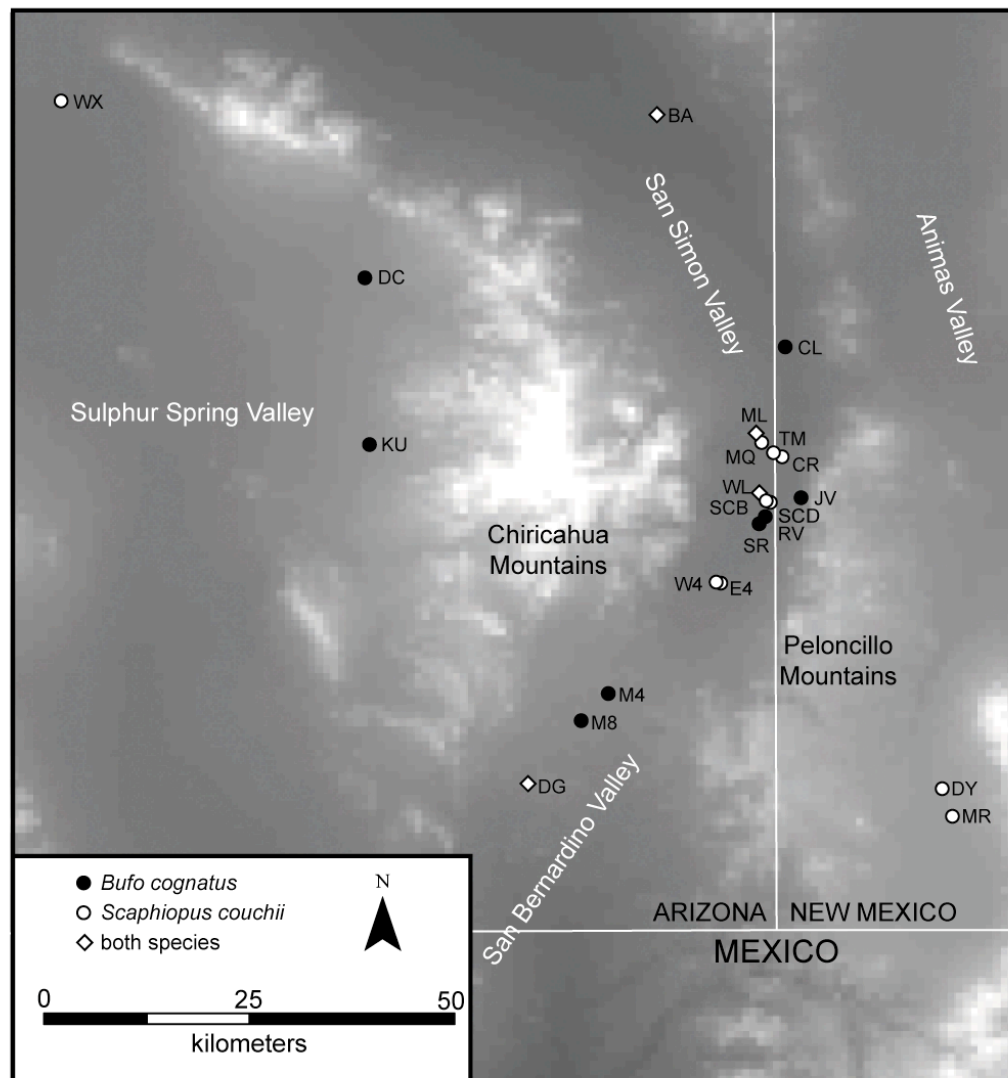 WX
BA
San Simon Valley
Animas Valley
DC
CL
Sulphur Spring Valley
ML
TM
KU
MQ
CR
WL
JV
SCB
SCD
RV
SR
Chiricahua
Mountains
W4
E4
Peloncillo
Mountains
M4
M8
DG
San Bernardino Valley
DY
MR
Bufo cognatus
Scaphiopus couchii
both species
N
ARIZONA
NEW MEXICO
MEXICO
0 25 50
kilometers